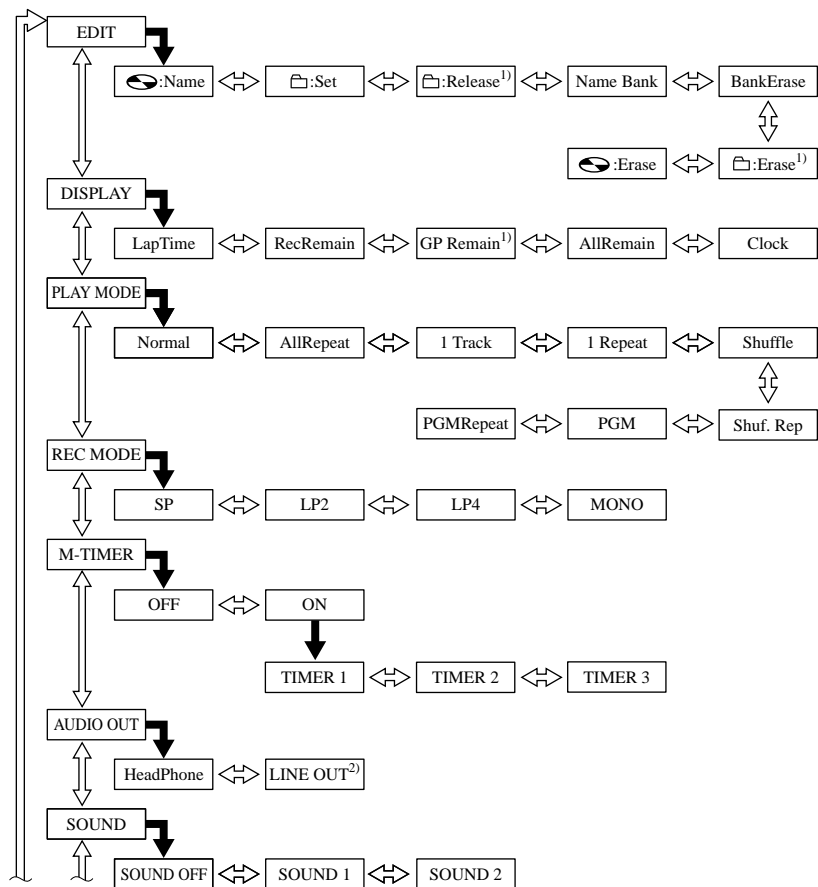 EDIT
:Name :Set :Release1) Name Bank BankErase
:Erase :Erase1)
DISPLAY
LapTime RecRemain GP Remain1) AllRemain Clock
PLAY MODE
Normal AllRepeat 1 Track 1 Repeat Shuffle
PGMRepeat PGM Shuf. Rep
REC MODE
SP LP2 LP4 MONO
M-TIMER
OFF ON
TIMER 1 TIMER 2 TIMER 3
AUDIO OUT
HeadPhone LINE OUT2)
SOUND
SOUND OFF SOUND 1 SOUND 2